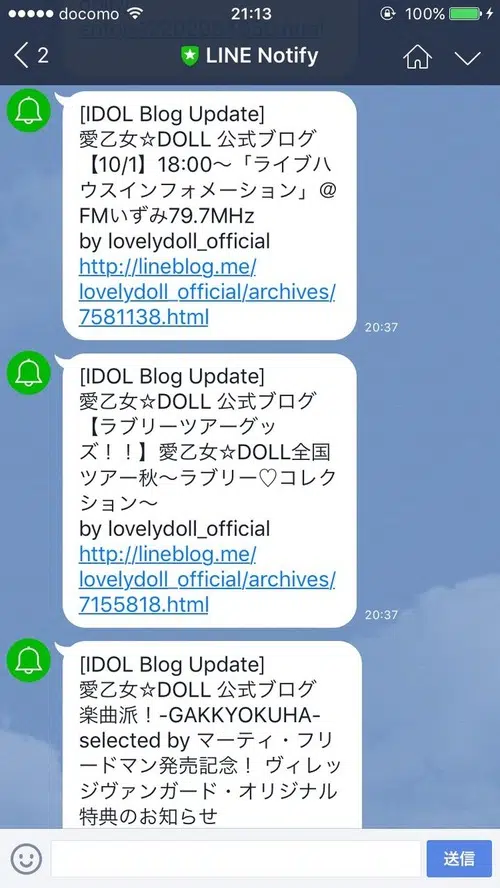 docomo 21:13 100%
2 LINE Notify
[IDOL Blog Update]
愛乙女☆DOLL 公式ブログ
【10/1】18:00〜「ライブハ
ウスインフォメーション」@
FMいずみ79.7MHz
by lovelydoll_official
http://lineblog.me/
lovelydoll_official/archives/
7581138.html
20:37
[IDOL Blog Update]
愛乙女☆DOLL 公式ブログ
【ラブリーツアーグッ
ズ！！】愛乙女☆DOLL全国
ツアー秋〜ラブリー♡コレク
ション〜
by lovelydoll_official
http://lineblog.me/
lovelydoll_official/archives/
7155818.html
20:37
[IDOL Blog Update]
愛乙女☆DOLL 公式ブログ
楽曲派！-GAKKYOKUHA-
selected by マーティ・フリ
ードマン発売記念！ ヴィレッ
ジヴァンガード・オリジナル
特典のお知らせ
送信